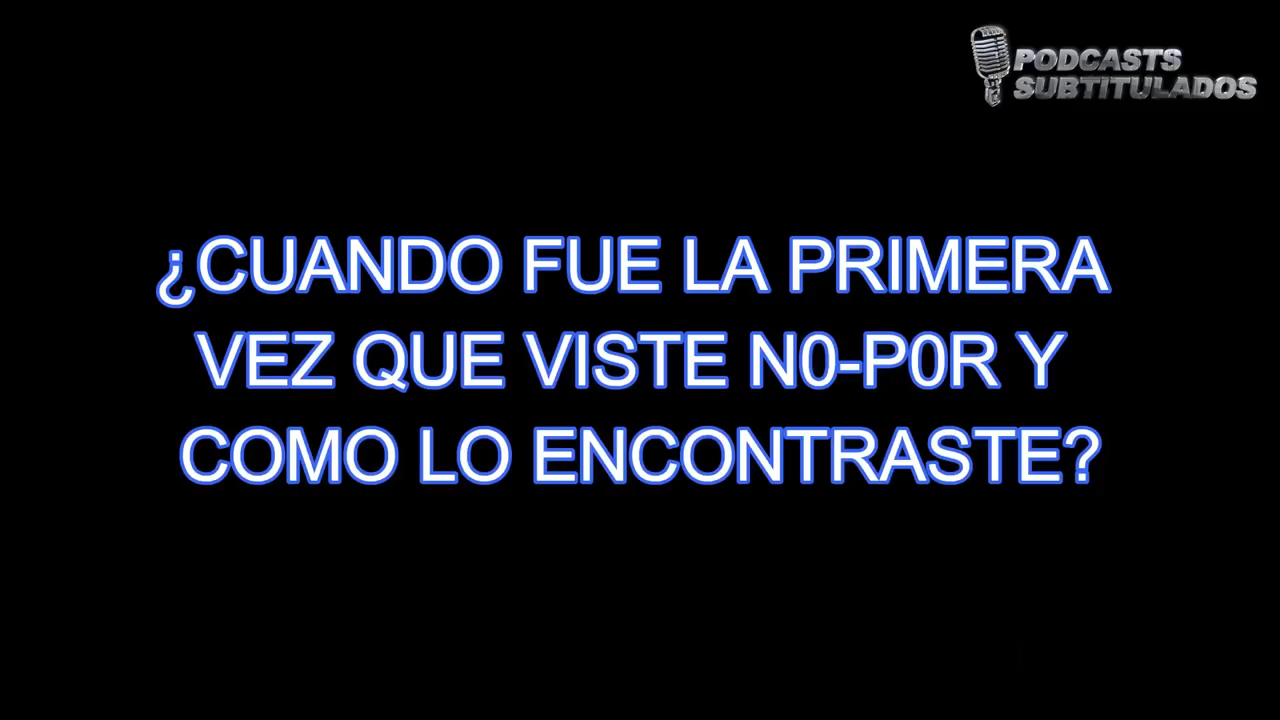 PODCASTS
SUBTITULADOS
¿CUANDO FUE LA PRIMERA
VEZ QUE VISTE N0-P0R Y
COMO LO ENCONTRASTE?